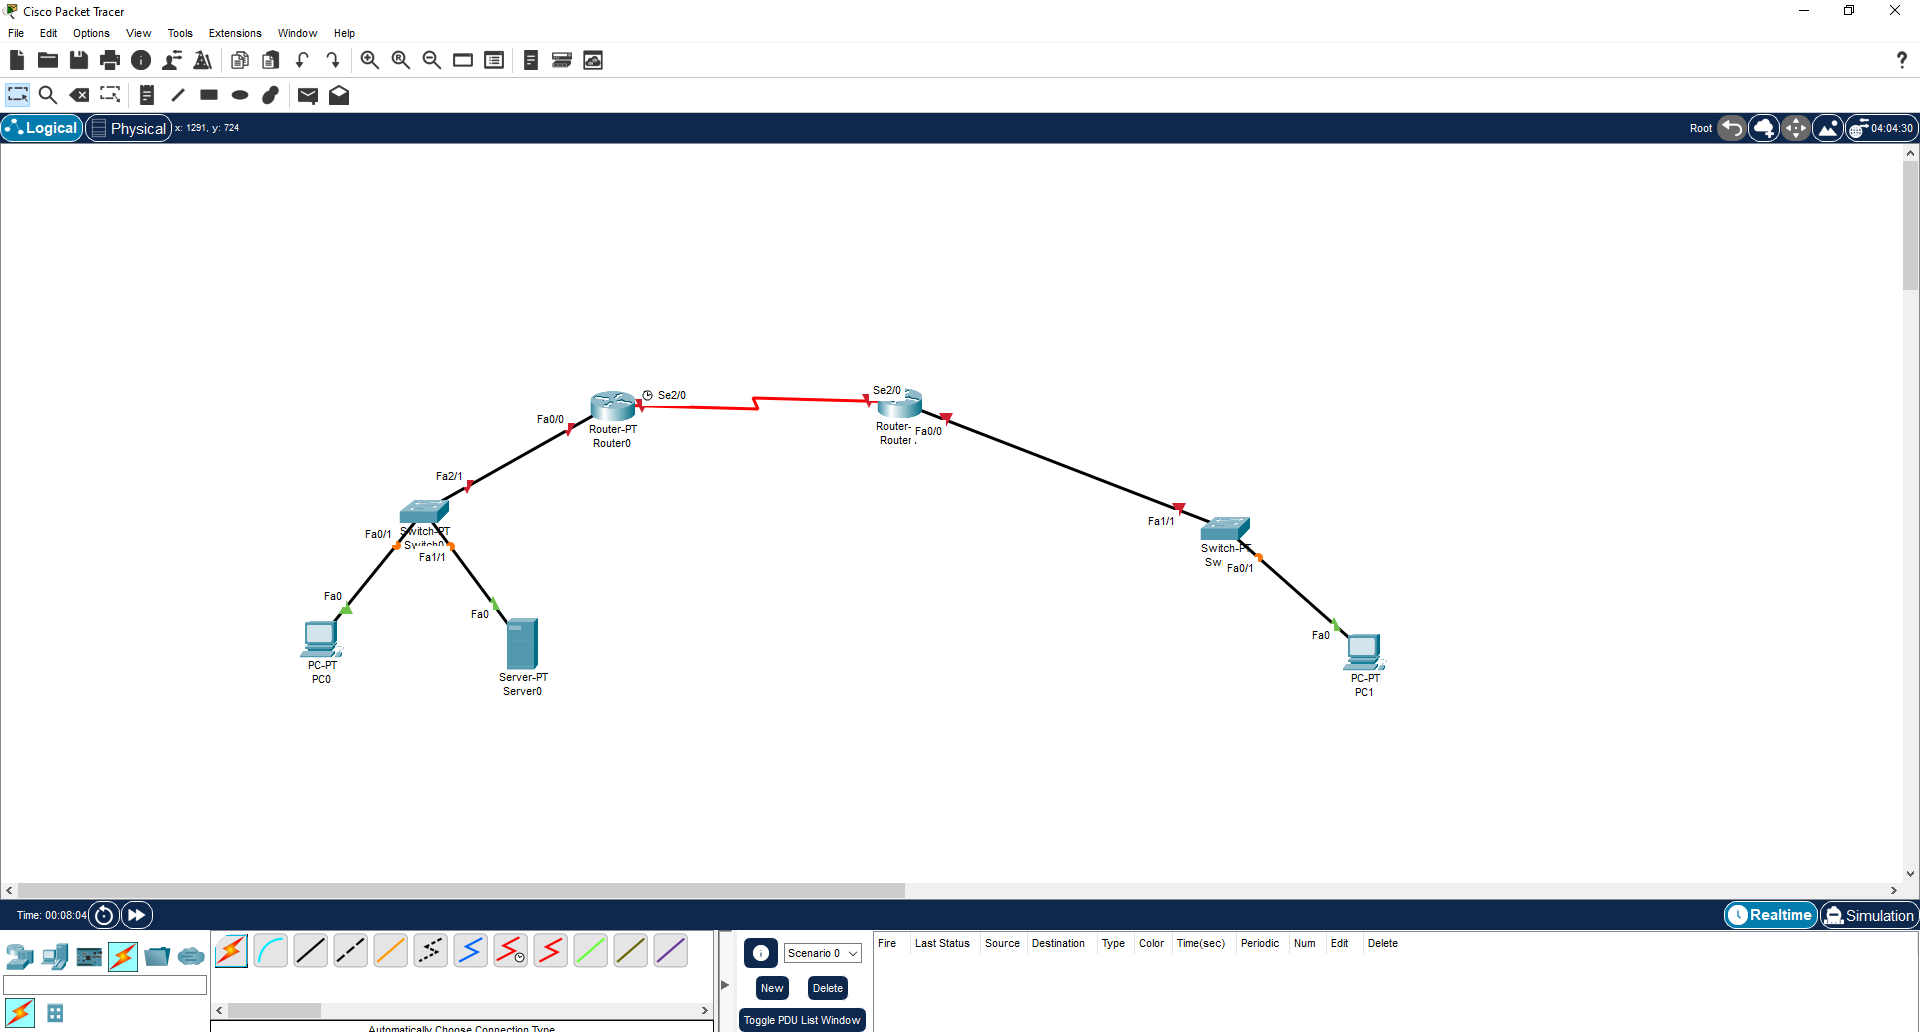 Cisco Packet Tracer
File Edit Options View Tools Extensions Window Help
Logical Physical x: 1291, y: 724 Root 04:04:30
Se2/0 Se2/0
Fa0/0 Router-PT Router- Fa0/0
Router0 Router
Fa2/1
Fa1/1
Fa0/1 Switch-PT
Switch0
Fa1/1
Switch-PT
Fa0/1
Fa0 Fa0
Fa0
PC-PT
PC0
Server-PT
Server0
PC-PT
PC1
Time: 00:08:04 Realtime Simulation
Scenario 0 Fire Last Status Source Destination Type Color Time(sec) Periodic Num Edit Delete
New Delete
Toggle PDU List Window
Automatically Choose Connection Type